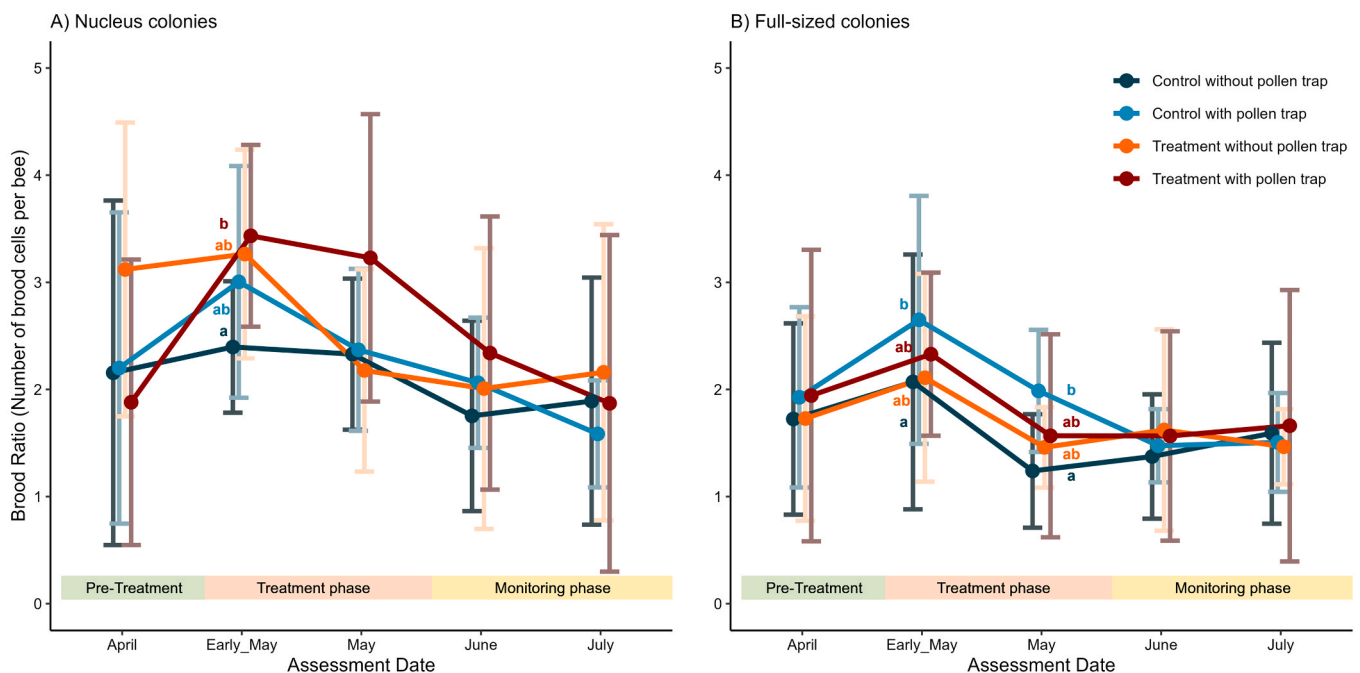 A) Nucleus colonies
Brood Ratio (Number of brood cells per bee)
5
4
3
2
1
0
b
ab
ab
a
Pre-Treatment
Treatment phase
Monitoring phase
April
Early_May
May
June
July
Assessment Date
B) Full-sized colonies
5
4
3
2
1
0
Control without pollen trap
Control with pollen trap
Treatment without pollen trap
Treatment with pollen trap
b
ab
ab
a
b
ab
ab
a
Pre-Treatment
Treatment phase
Monitoring phase
April
Early_May
May
June
July
Assessment Date